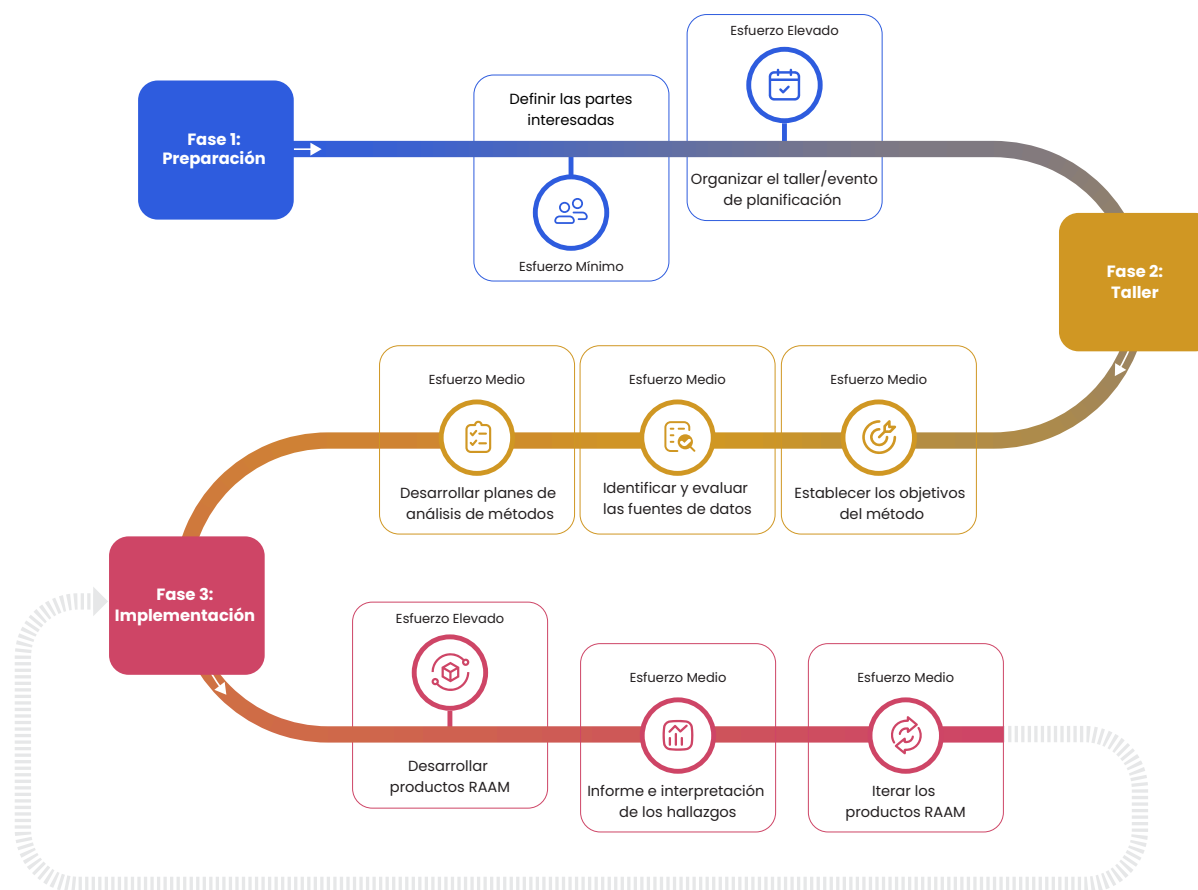 Fase 1:
Preparación
Definir las partes
interesadas
Esfuerzo Mínimo
Esfuerzo Elevado
Organizar el taller/evento
de planificación
Fase 2:
Taller
Esfuerzo Medio
Establecer los objetivos
del método
Esfuerzo Medio
Identificar y evaluar
las fuentes de datos
Esfuerzo Medio
Desarrollar planes de
análisis de métodos
Fase 3:
Implementación
Esfuerzo Elevado
Desarrollar
productos RAAM
Esfuerzo Medio
Informe e interpretación
de los hallazgos
Esfuerzo Medio
Iterar los
productos RAAM